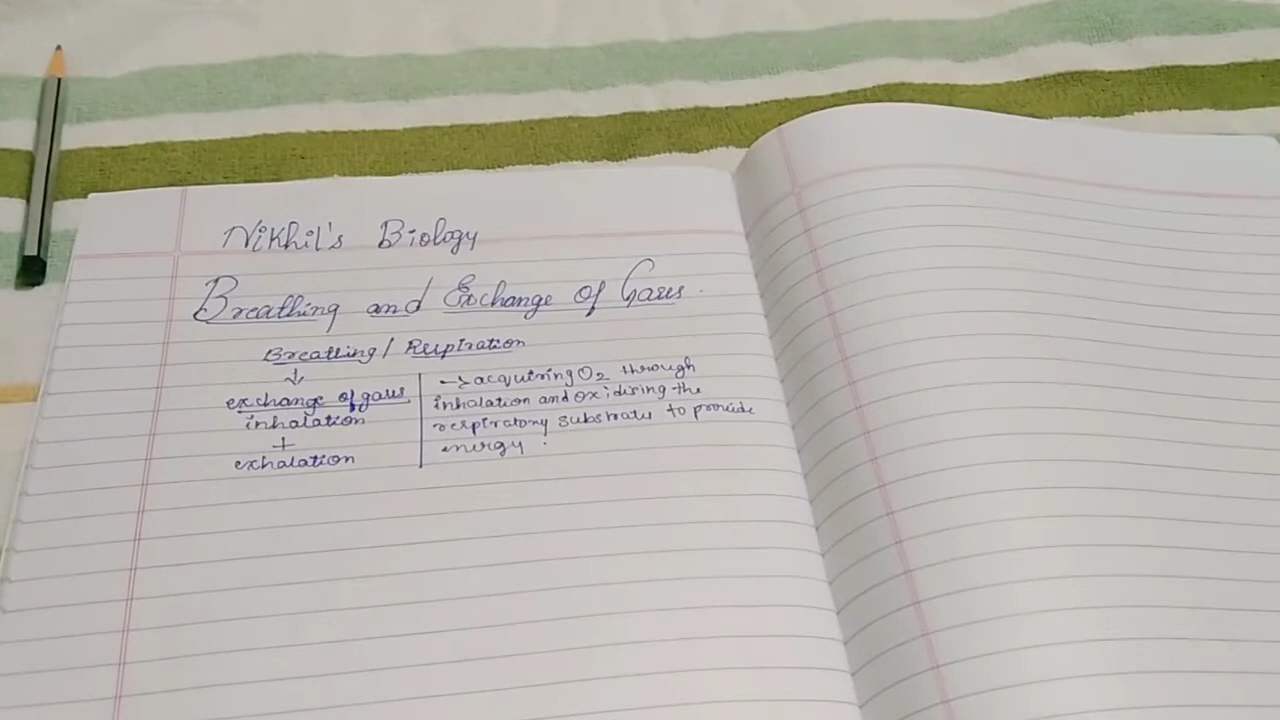 Nikhil's Biology
Breathing and Exchange Of Gases.
Breathing / Respiration
↓
exchange of gases
inhalation
+
exhalation
→ acquiring O₂ through
inhalation and oxidising the
respiratory substrates to provide
energy.